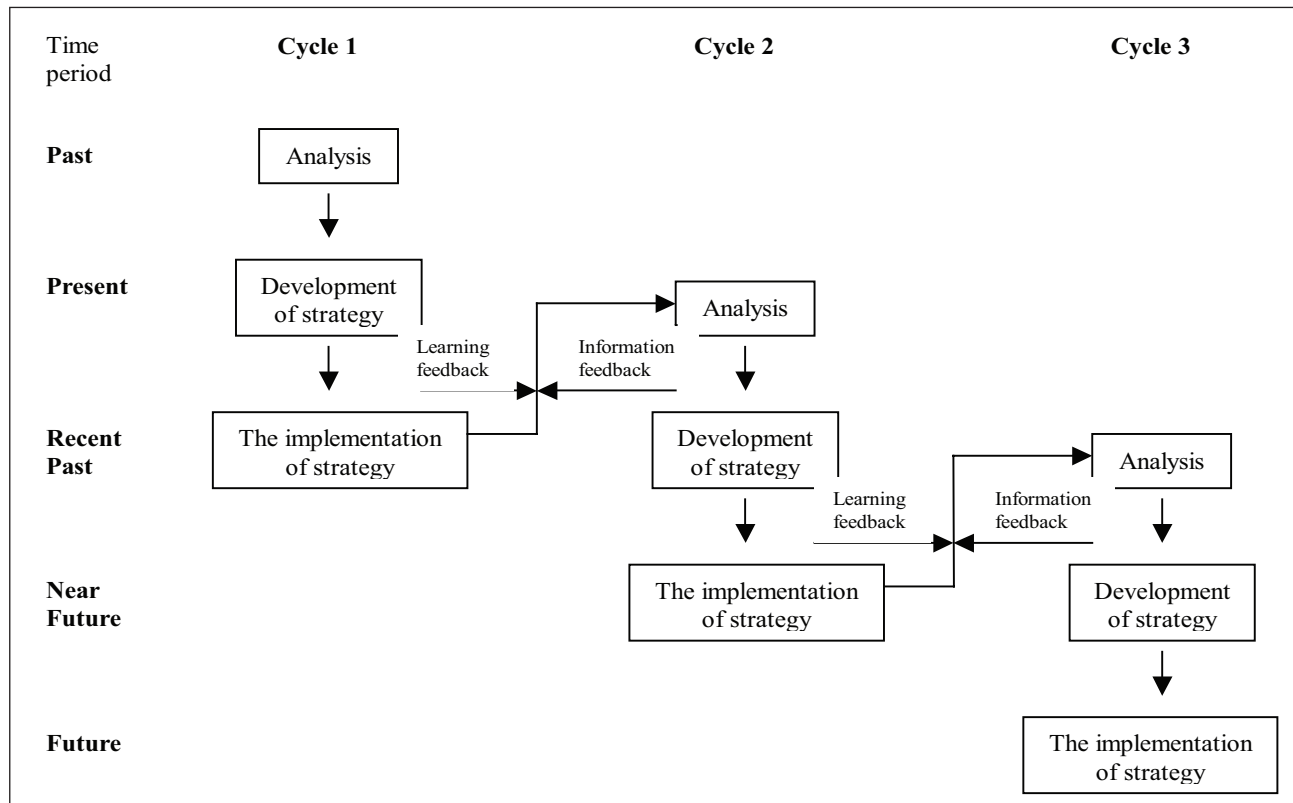 Time
period
Cycle 1
Cycle 2
Cycle 3
Past
Analysis
Present
Development
of strategy
Analysis
Learning
feedback
Information
feedback
Recent
Past
The implementation
of strategy
Development
of strategy
Analysis
Learning
feedback
Information
feedback
Near
Future
The implementation
of strategy
Development
of strategy
Future
The implementation
of strategy